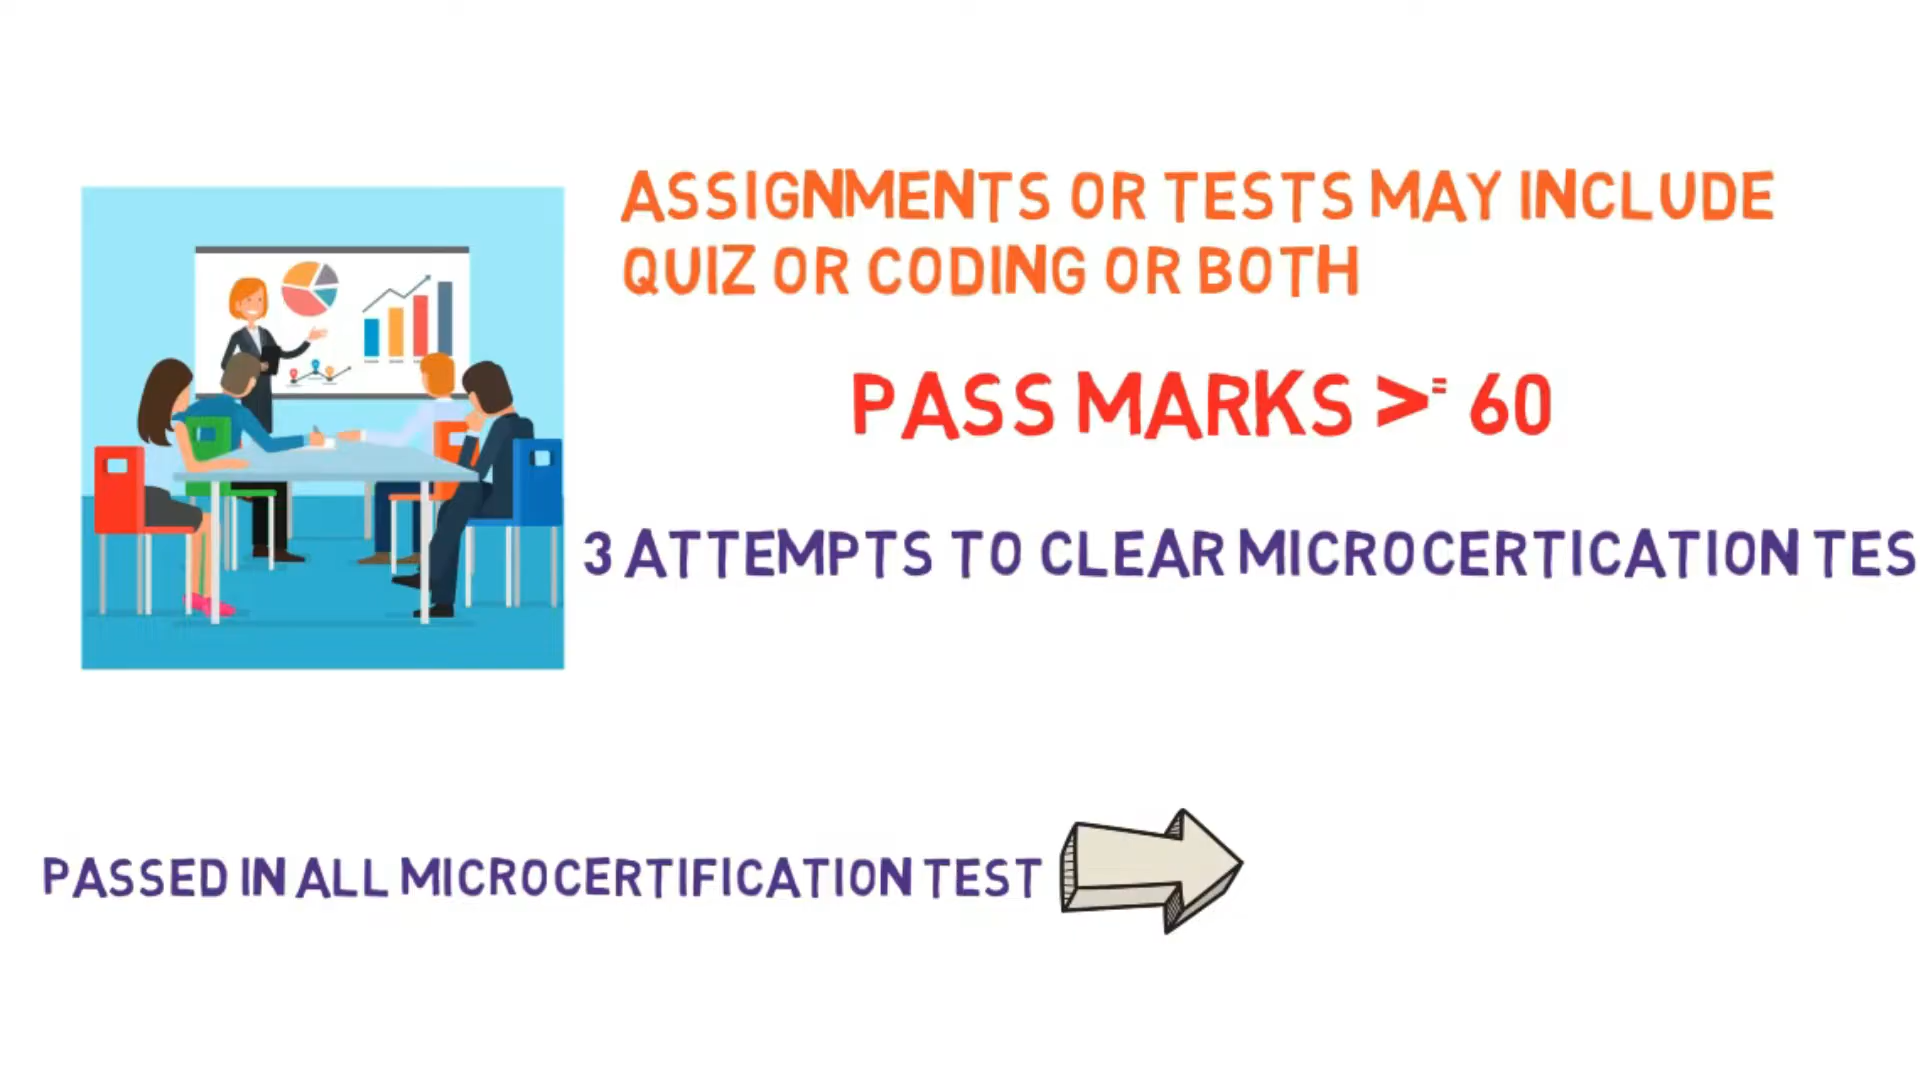 ASSIGNMENTS OR TESTS MAY INCLUDE
QUIZ OR CODING OR BOTH
PASS MARKS >= 60
3 ATTEMPTS TO CLEAR MICROCERTICATION TES
PASSED IN ALL MICROCERTIFICATION TEST